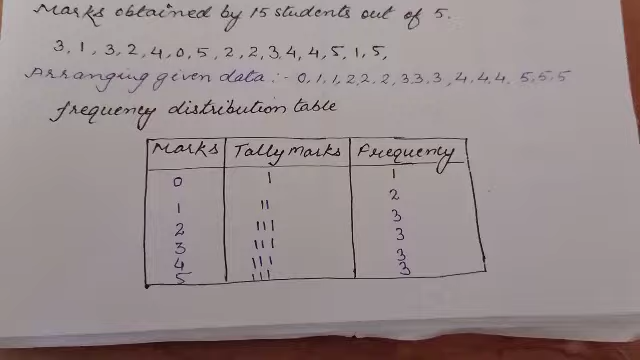 Marks obtained by 15 students out of 5.
3, 1, 3, 2, 4, 0, 5, 2, 2, 3, 4, 4, 5, 1, 5,
Arranging given data :- 0, 1, 1, 2, 2, 2, 3, 3, 3, 4, 4, 4, 5, 5, 5
frequency distribution table
Marks Tally marks frequency
0 | 1
1 || 2
2 ||| 3
3 ||| 3
4 ||| 3
5 ||| 3